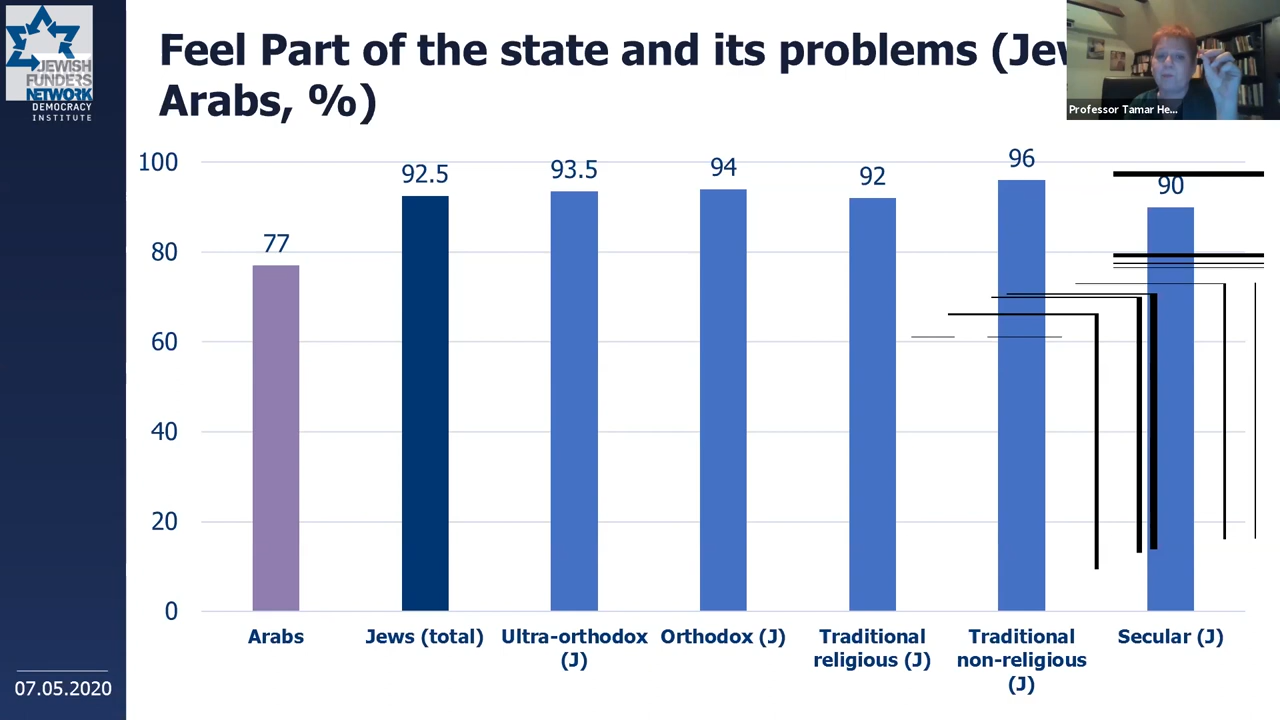 JEWISH
FUNDERS
NETWORK
DEMOCRACY
INSTITUTE
Feel Part of the state and its problems
Arabs, %)
Professor Tamar He...
100
80
60
40
20
0
77
92.5
93.5
94
92
96
90
Arabs
Jews (total)
Ultra-orthodox
(J)
Orthodox (J)
Traditional
religious (J)
Traditional
non-religious
(J)
Secular (J)
07.05.2020